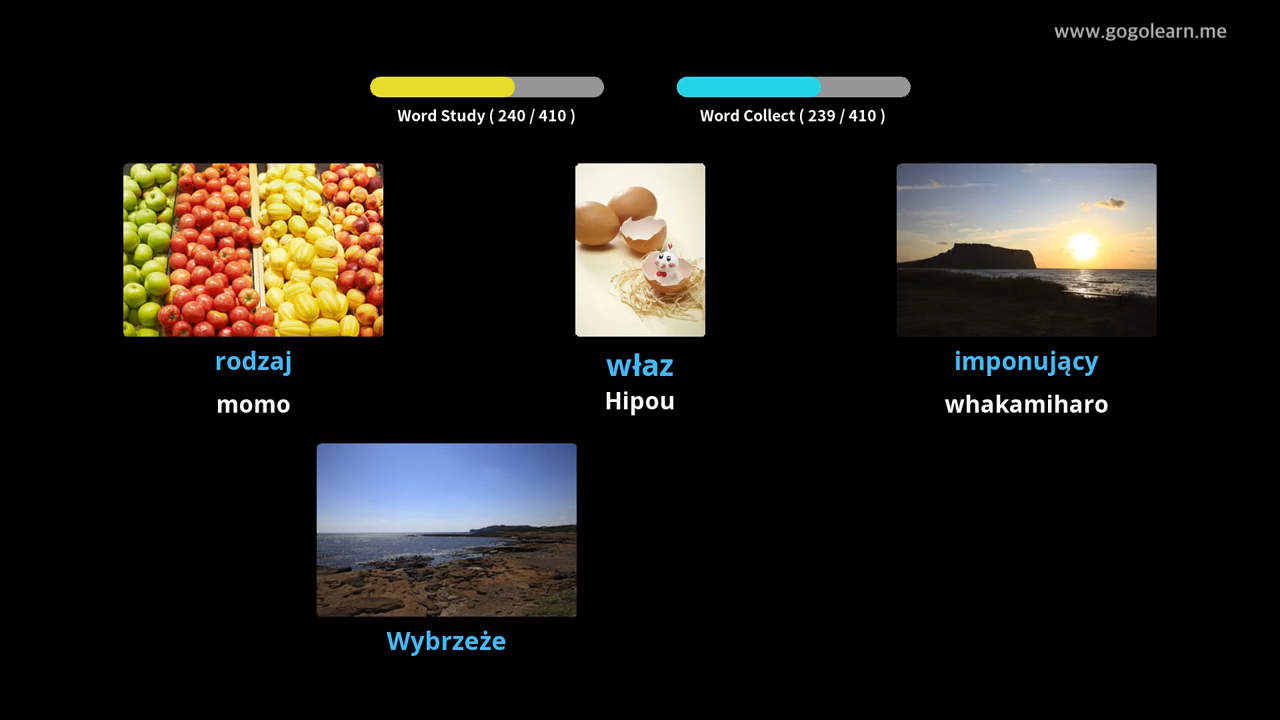 www.gogolearn.me
Word Study ( 240 / 410 )
Word Collect ( 239 / 410 )
rodzaj
momo
właz
Hipou
imponujący
whakamiharo
Wybrzeże